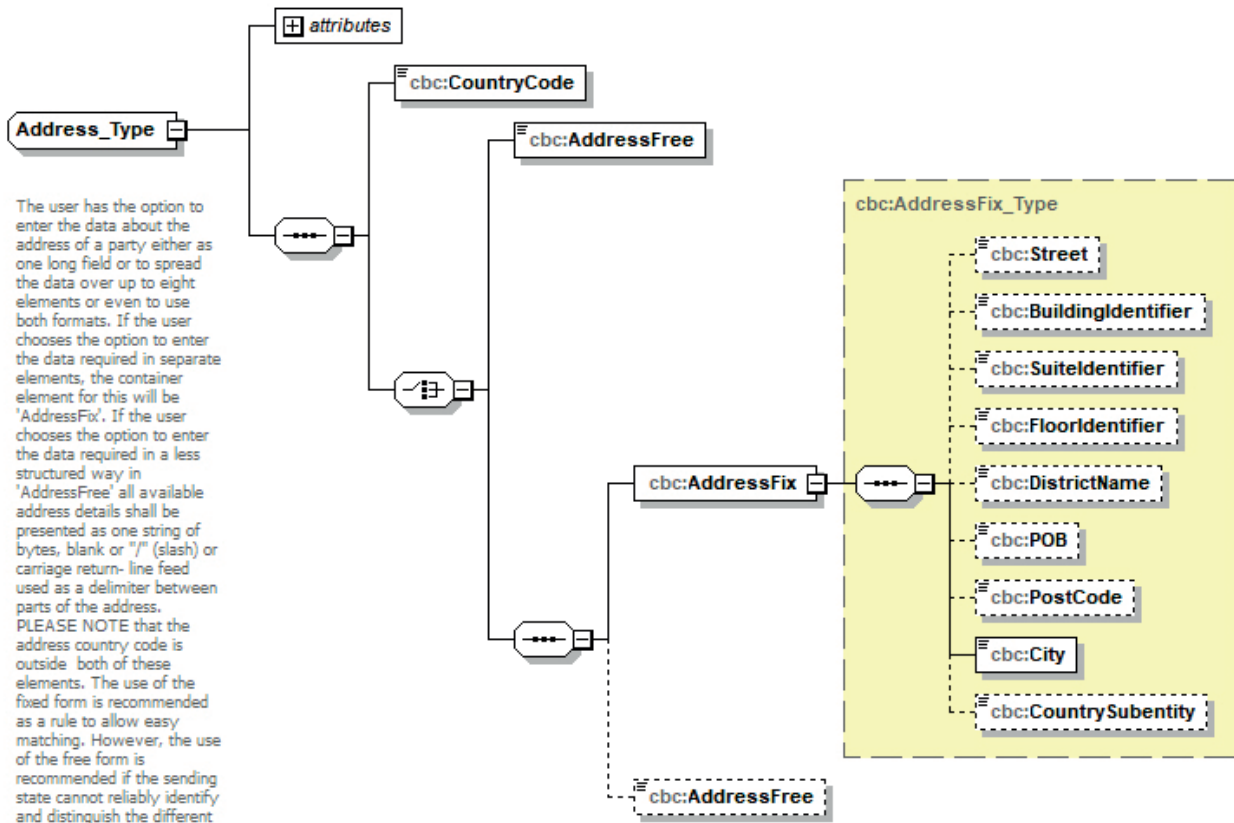 attributes
cbc:CountryCode
Address_Type
cbc:AddressFree
The user has the option to
enter the data about the
address of a party either as
one long field or to spread
the data over up to eight
elements or even to use
both formats. If the user
chooses the option to enter
the data required in separate
elements, the container
element for this will be
'AddressFix'. If the user
chooses the option to enter
the data required in a less
structured way in
'AddressFree' all available
address details shall be
presented as one string of
bytes, blank or "/" (slash) or
carriage return- line feed
used as a delimiter between
parts of the address.
PLEASE NOTE that the
address country code is
outside  both of these
elements. The use of the
fixed form is recommended
as a rule to allow easy
matching. However, the use
of the free form is
recommended if the sending
state cannot reliably identify
and distinguish the different
cbc:AddressFix
cbc:AddressFix_Type
cbc:Street
cbc:BuildingIdentifier
cbc:SuiteIdentifier
cbc:FloorIdentifier
cbc:DistrictName
cbc:POB
cbc:PostCode
cbc:City
cbc:CountrySubentity
cbc:AddressFree